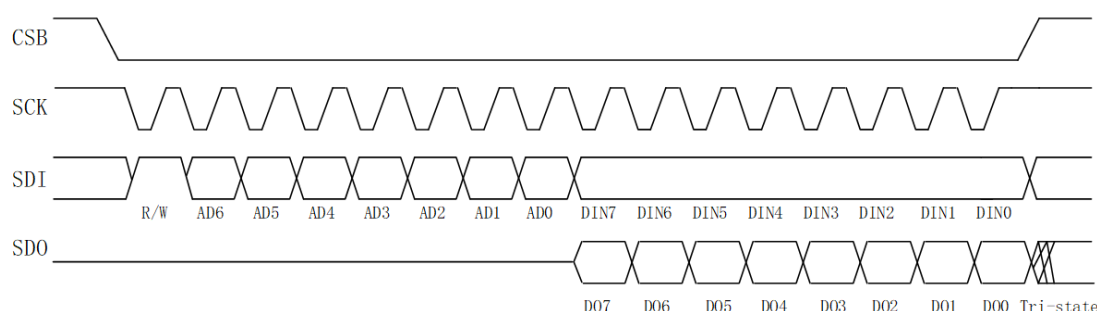 CSB
SCK
SDI
R/W AD6 AD5 AD4 AD3 AD2 AD1 AD0 DIN7 DIN6 DIN5 DIN4 DIN3 DIN2 DIN1 DIN0
SDO
DO7 DO6 DO5 DO4 DO3 DO2 DO1 DO0 Tri-state